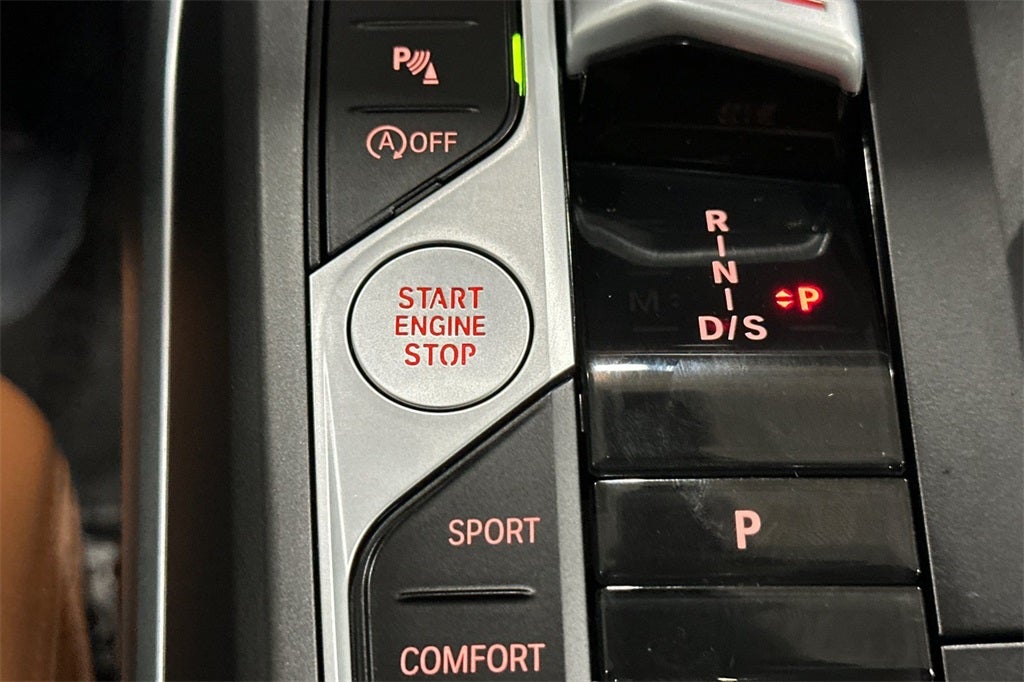 P
A OFF
START
ENGINE
STOP
R
N
D/S
P
SPORT
P
COMFORT